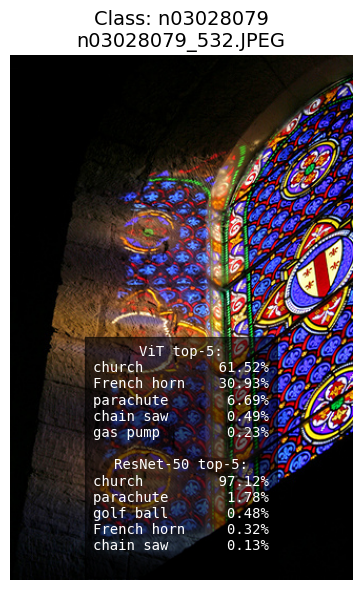 Class: n03028079
n03028079_532.JPEG
ViT top-5:
church 61.52%
French horn 30.93%
parachute 6.69%
chain saw 0.49%
gas pump 0.23%
ResNet-50 top-5:
church 97.12%
parachute 1.78%
golf ball 0.48%
French horn 0.32%
chain saw 0.13%